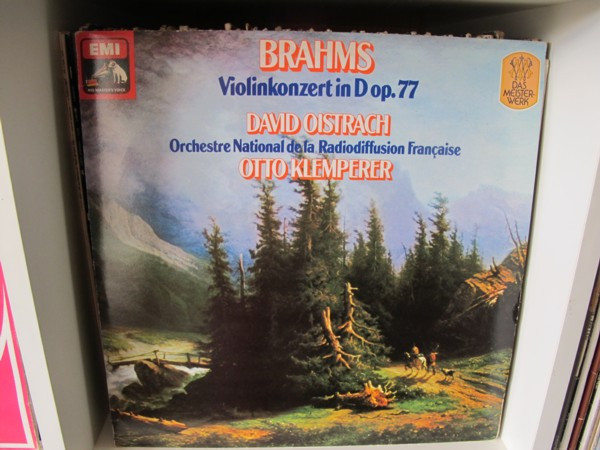 EMI
BRAHMS
Violinkonzert in D op. 77
DAS
MEISTER-
WERK
DAVID OISTRACH
Orchestre National de la Radiodiffusion Française
OTTO KLEMPERER